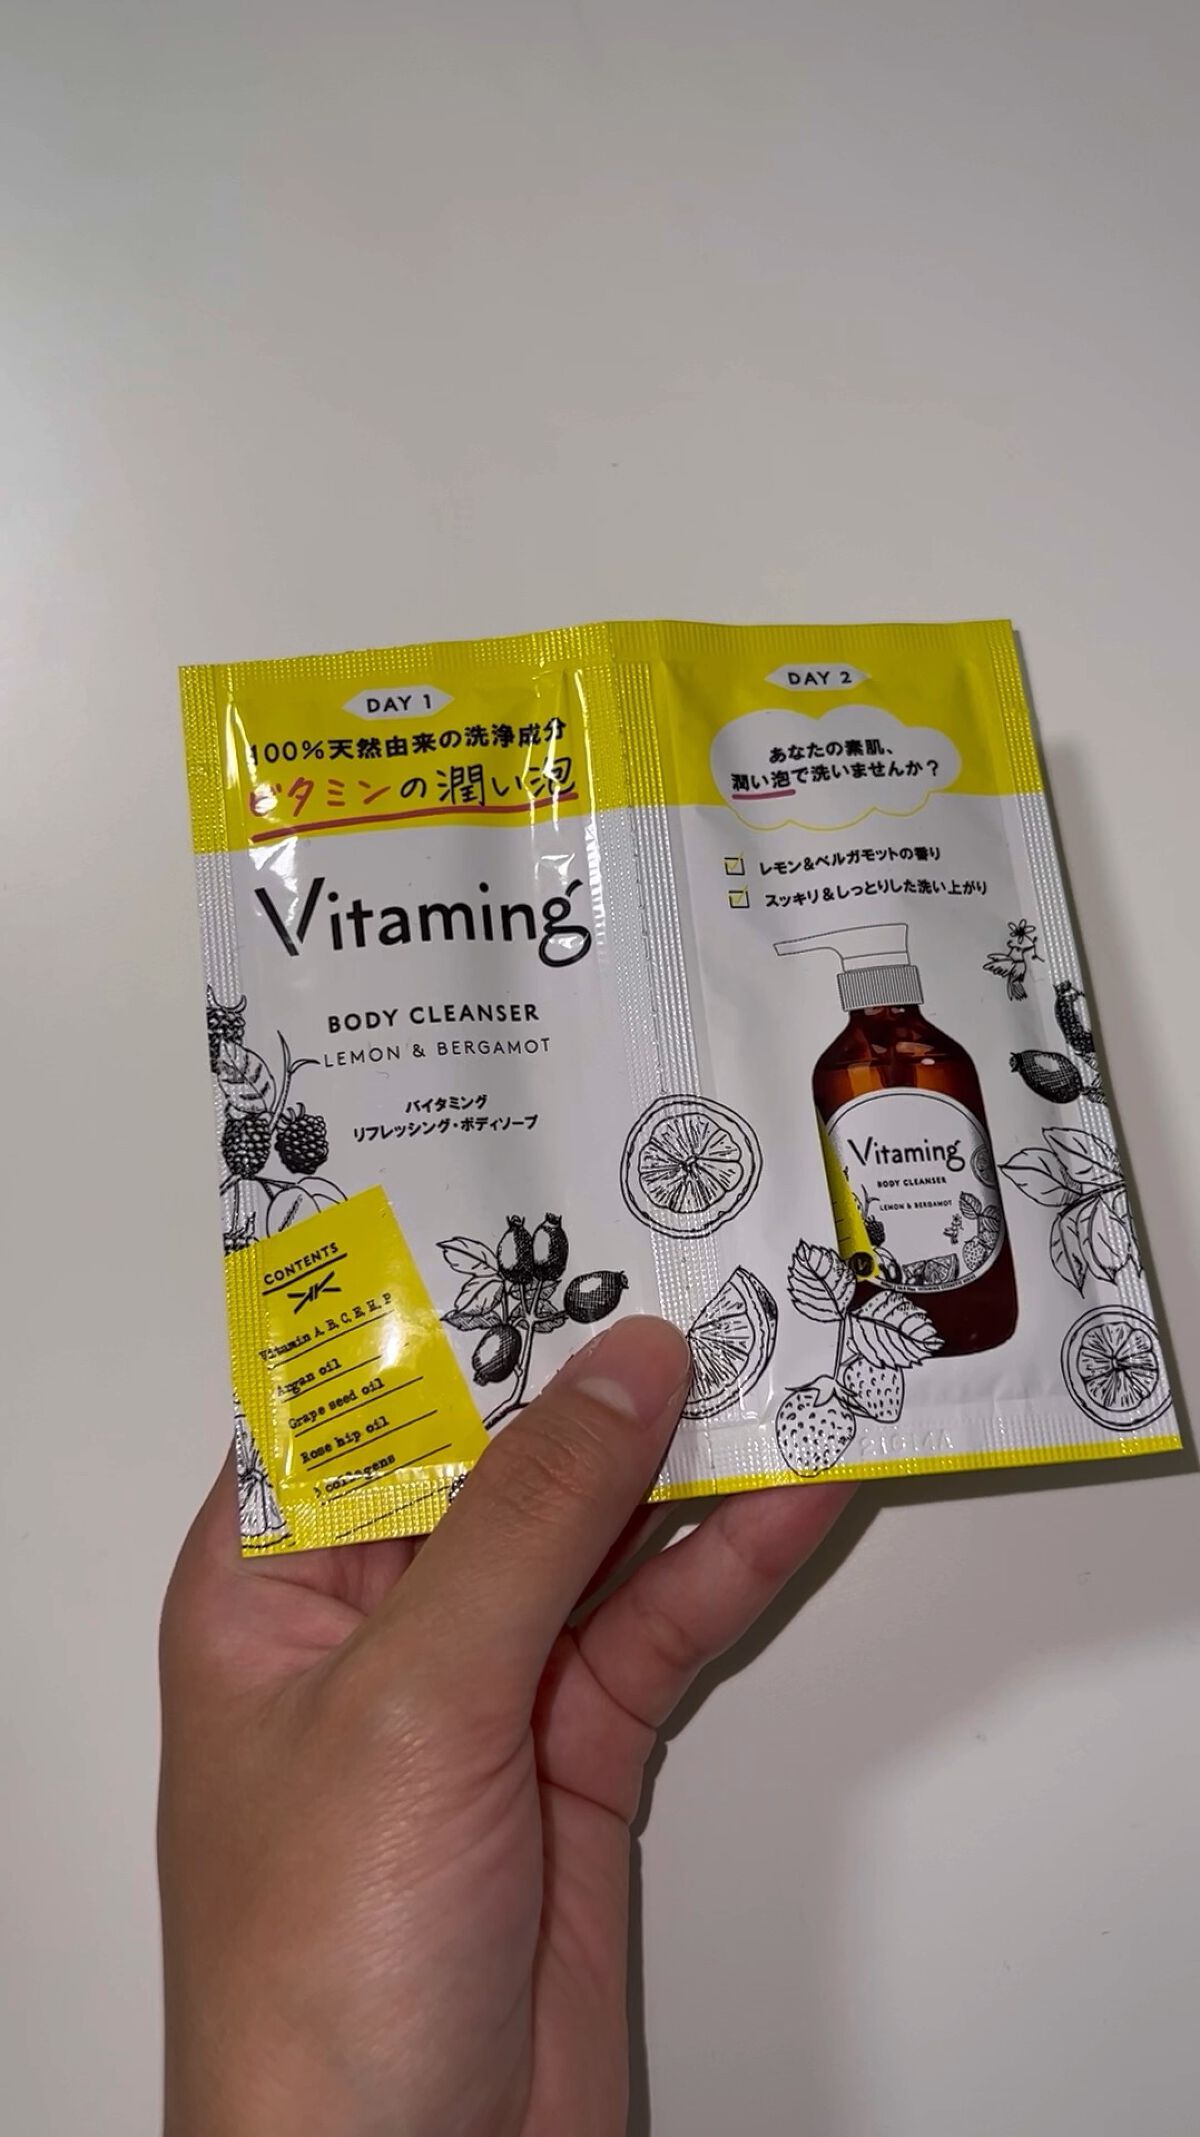 DAY 1
100%天然由来の洗浄成分
ビタミンの潤い泡
Vitaming
BODY CLEANSER
LEMON & BERGAMOT
バイタミング
リフレッシング・ボディソープ
CONTENTS
Vitamin A, B, C, E, H, P
Argan oil
Grape seed oil
Rose hip oil
3 collagens
DAY 2
あなたの素肌、
潤い泡で洗いませんか?
レモン&ベルガモットの香り
スッキリ&しっとりした洗い上がり
Vitaming
BODY CLEANSER
LEMON & BERGAMOT
V